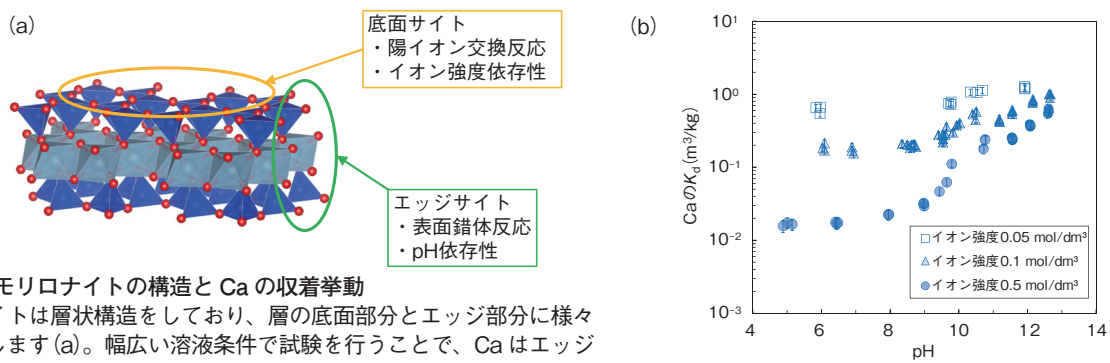 (a)
底面サイト
・陽イオン交換反応
・イオン強度依存性
エッジサイト
・表面錯体反応
・pH依存性
モリロナイトの構造と Ca の収着挙動
イトは層状構造をしており、層の底面部分とエッジ部分に様々
します(a)。幅広い溶液条件で試験を行うことで、Ca はエッジ
(b)
CaのKd(m³/kg)
10¹
10⁰
10⁻¹
10⁻²
10⁻³
イオン強度0.05 mol/dm³
イオン強度0.1 mol/dm³
イオン強度0.5 mol/dm³
4 6 8 10 12 14
pH